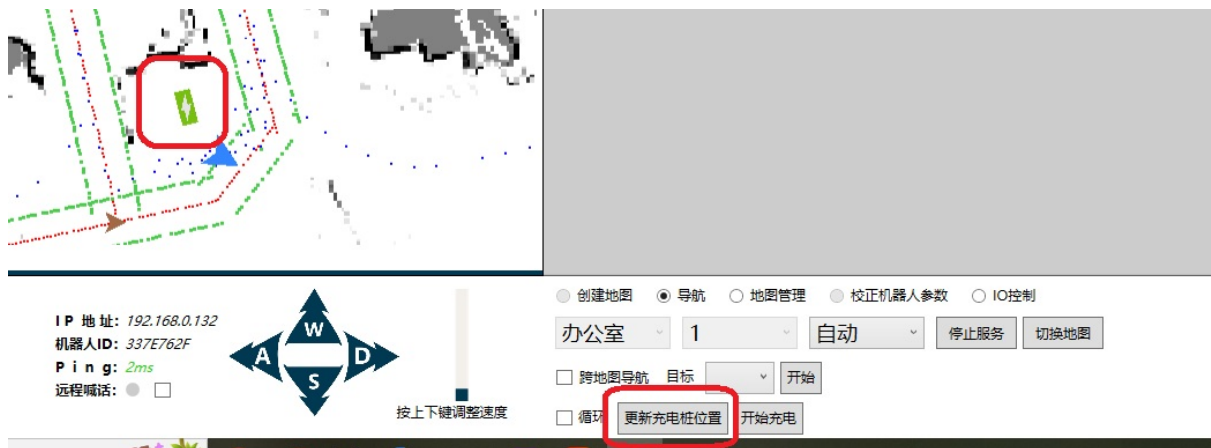 创建地图 导航 地图管理 校正机器人参数 IO控制
办公室 1 自动 停止服务 切换地图
跨地图导航 目标 开始
循环 更新充电桩位置 开始充电
IP 地址: 192.168.0.132
机器人ID: 337E762F
Ping: 2ms
远程喊话:
W
A D
S
按上下键调整速度